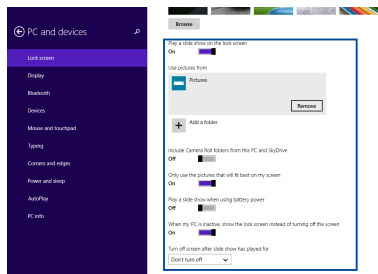 PC and devices
Lock screen
Display
Bluetooth
Devices
Mouse and touchpad
Typing
Corners and edges
Power and sleep
AutoPlay
PC info
Browse
Play a slide show on the lock screen
On
Use pictures from
Pictures
Remove
Add a folder
Include Camera Roll folders from this PC and SkyDrive
Off
Only use the pictures that will fit best on my screen
On
Play a slide show when using battery power
Off
When my PC is inactive, show the lock screen instead of turning off the screen
On
Turn off screen after slide show has played for
Don't turn off